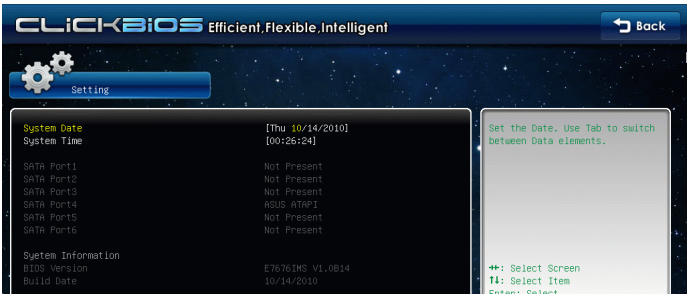 CLiCKBIOS Efficient,Flexible,Intelligent
Back
Setting
System Date [Thu 10/14/2010]
System Time [00:26:24]
SATA Port1 Not Present
SATA Port2 Not Present
SATA Port3 Not Present
SATA Port4 ASUS ATAPI
SATA Port5 Not Present
SATA Port6 Not Present
Suetem Information
BIOS Version E7676IMS V1.0B14
Build Date 10/14/2010
Set the Date. Use Tab to switch
between Data elements.
→←: Select Screen
↑↓: Select Item
Enter: Select